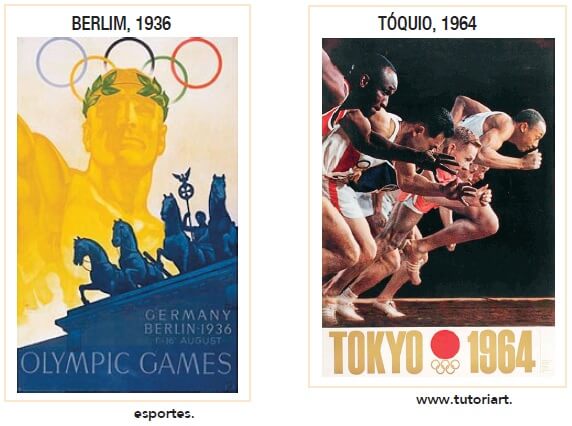 BERLIM, 1936
GERMANY
BERLIN-1936
1-16 AUGUST
OLYMPIC GAMES
esportes.
TÓQUIO, 1964
TOKYO 1964
www.tutoriart.